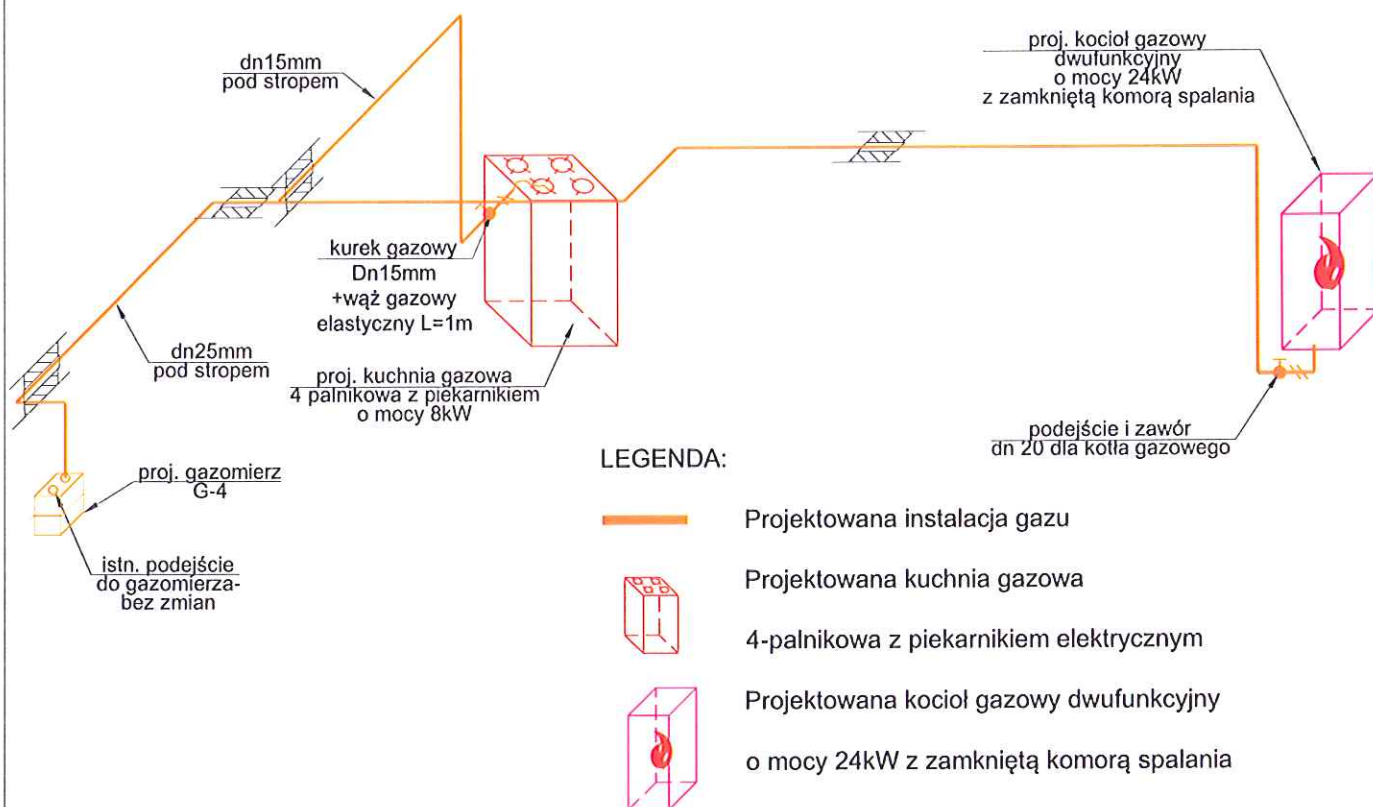 dn15mm
pod stropem
proj. kocioł gazowy
dwufunkcyjny
o mocy 24kW
z zamkniętą komorą spalania
kurek gazowy
Dn15mm
+wąż gazowy
elastyczny L=1m
dn25mm
pod stropem
proj. kuchnia gazowa
4 palnikowa z piekarnikiem
o mocy 8kW
podejście i zawór
dn 20 dla kotła gazowego
proj. gazomierz
G-4
istn. podejście
do gazomierza-
bez zmian
LEGENDA:
Projektowana instalacja gazu
Projektowana kuchnia gazowa
4-palnikowa z piekarnikiem elektrycznym
Projektowana kocioł gazowy dwufunkcyjny
o mocy 24kW z zamkniętą komorą spalania